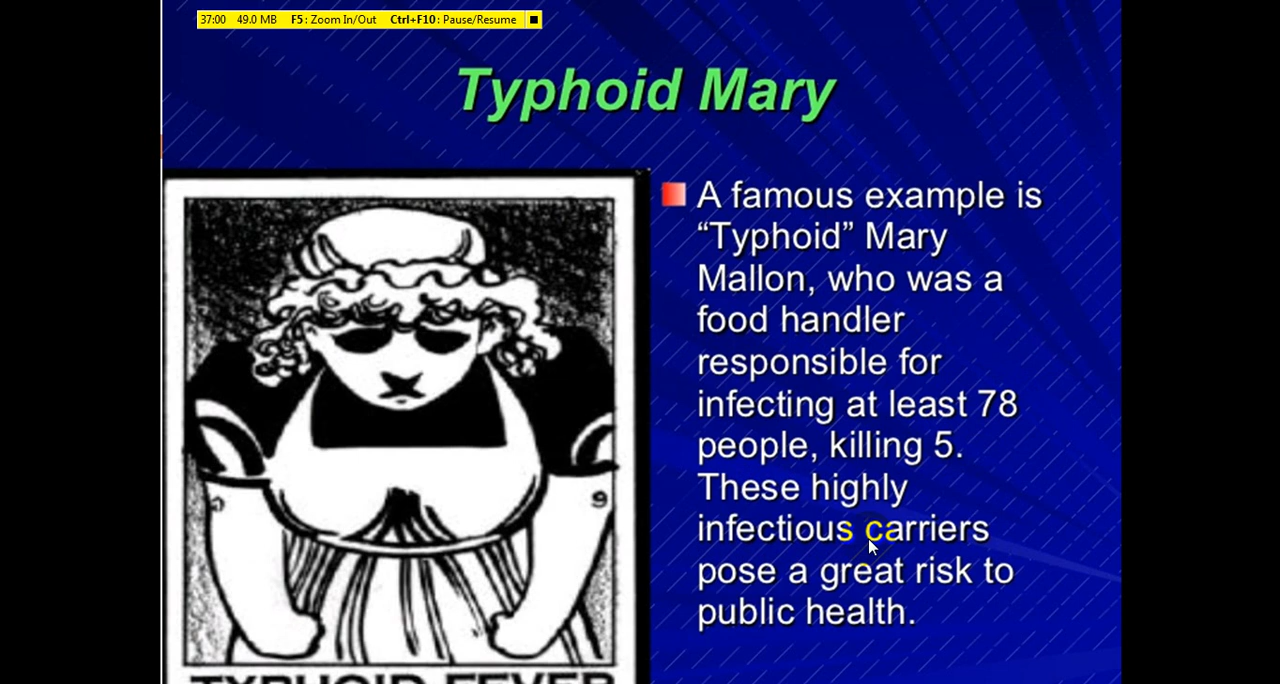 37:00 49.0 MB F5: Zoom In/Out Ctrl+F10: Pause/Resume
Typhoid Mary
A famous example is
“Typhoid” Mary
Mallon, who was a
food handler
responsible for
infecting at least 78
people, killing 5.
These highly
infectious carriers
pose a great risk to
public health.
TYPHOID FEVER